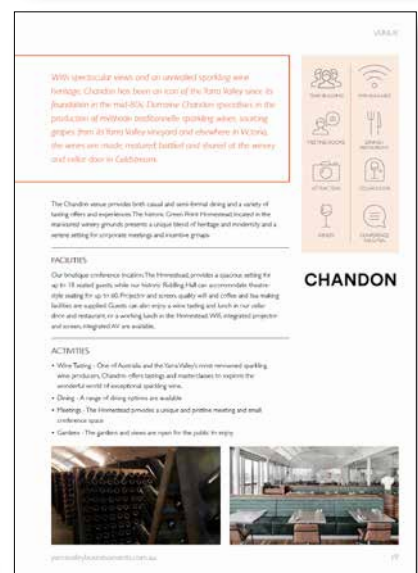 VENUE
With spectacular views and an unrivalled sparkling wine
heritage, Chandon has been an icon of the Yarra Valley since its
foundation in the mid-80s. Domaine Chandon specialises in the
production of méthode traditionnelle sparkling wines, sourcing
grapes from its Yarra Valley vineyard and elsewhere in Victoria,
the wines are made, matured, bottled and shared at the winery
and cellar door in Coldstream.
TEAM BUILDING
WIFI AVAILABLE
MEETING ROOMS
DINING /
RESTAURANT
ATTRACTION
CELLAR DOOR
WINERY
CONFERENCE
FACILITIES
The Chandon venue provides both casual and semi-formal dining and a variety of
tasting offers and experiences. The historic Green Point Homestead, located in the
manicured winery grounds presents a unique blend of heritage and modernity and a
serene setting for corporate meetings and incentive groups.
FACILITIES
Our boutique conference location, The Homestead, provides a spacious setting for
up to 18 seated guests, while our historic Riddling Hall can accommodate theatre-
style seating for up to 60. Projector and screen, quality wifi and coffee and tea making
facilities are supplied. Guests can also enjoy a wine tasting and lunch in our cellar
door and restaurant, or a working lunch in the Homestead. Wifi, integrated projector
and screen, integrated AV are available.
CHANDON
ACTIVITIES
• Wine Tasting - One of Australia and the Yarra Valley's most renowned sparkling
wine producers, Chandon offers tastings and masterclasses to explore the
wonderful world of exceptional sparkling wine.
• Dining - A range of dining options are available
• Meetings - The Homestead provides a unique and pristine meeting and small
conference space
• Gardens - The gardens and views are open for the public to enjoy
yarravalleybusinessevents.com.au